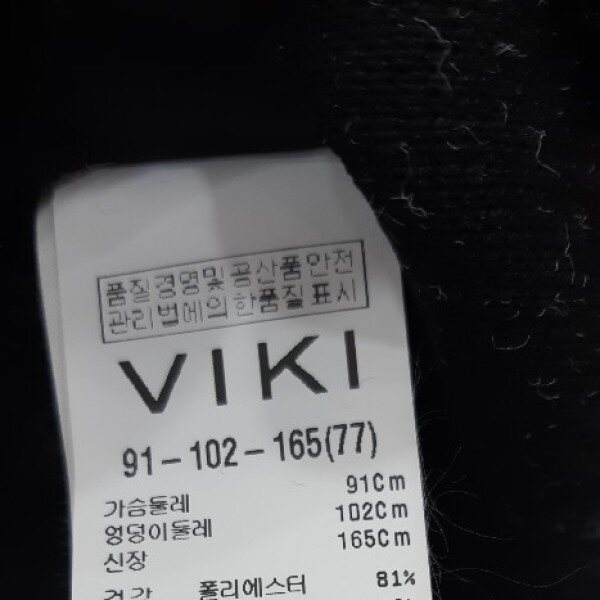 품질경영및공산품안전
관리법에의한품질표시
VIKI
91-102-165(77)
가슴둘레 91Cm
엉덩이둘레 102Cm
신장 165Cm
겉감 폴리에스터 81%